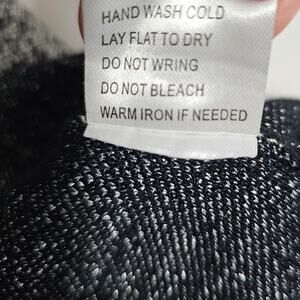 HAND WASH COLD
LAY FLAT TO DRY
DO NOT WRING
DO NOT BLEACH
WARM IRON IF NEEDED